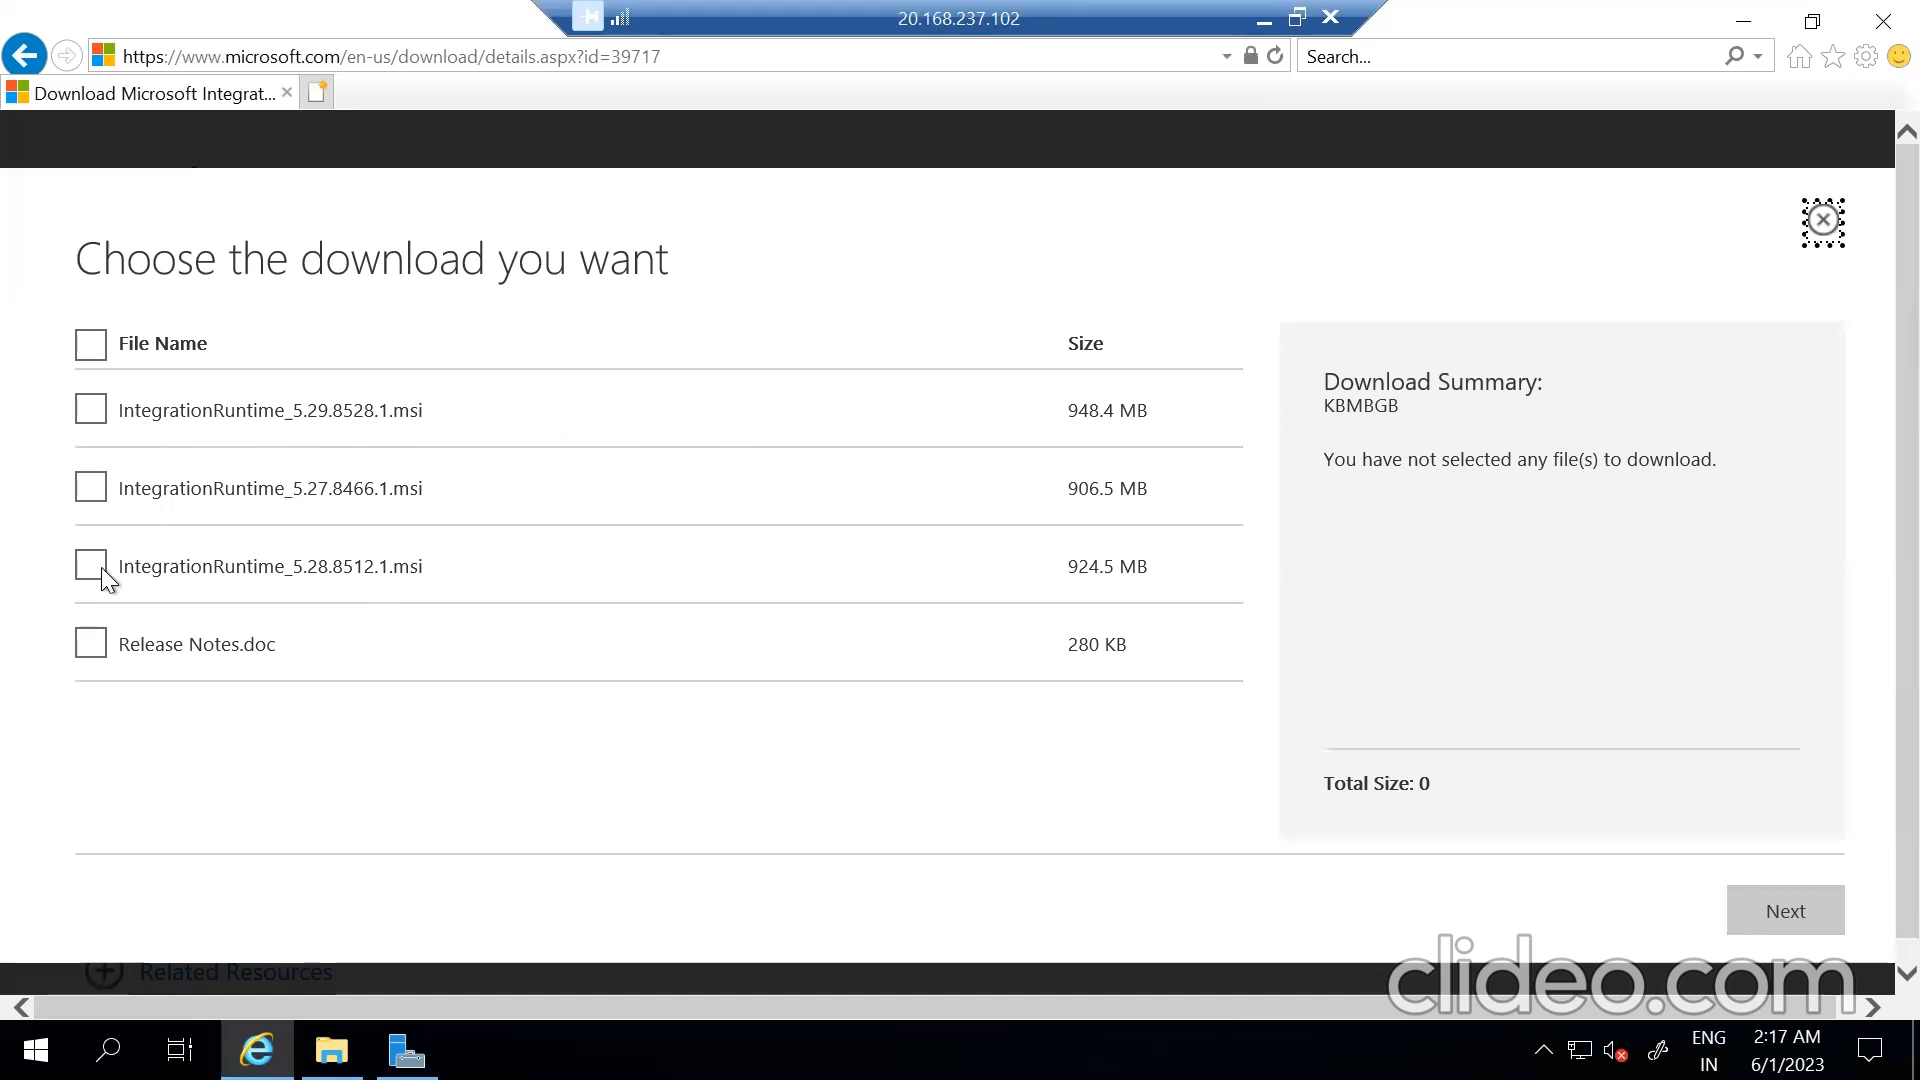 20.168.237.102
https://www.microsoft.com/en-us/download/details.aspx?id=39717
Search...
Download Microsoft Integrat...
Choose the download you want
File Name
Size
IntegrationRuntime_5.29.8528.1.msi
948.4 MB
IntegrationRuntime_5.27.8466.1.msi
906.5 MB
IntegrationRuntime_5.28.8512.1.msi
924.5 MB
Release Notes.doc
280 KB
Download Summary:
KBMBGB
You have not selected any file(s) to download.
Total Size: 0
Next
Related Resources
clideo.com
ENG
IN
2:17 AM
6/1/2023